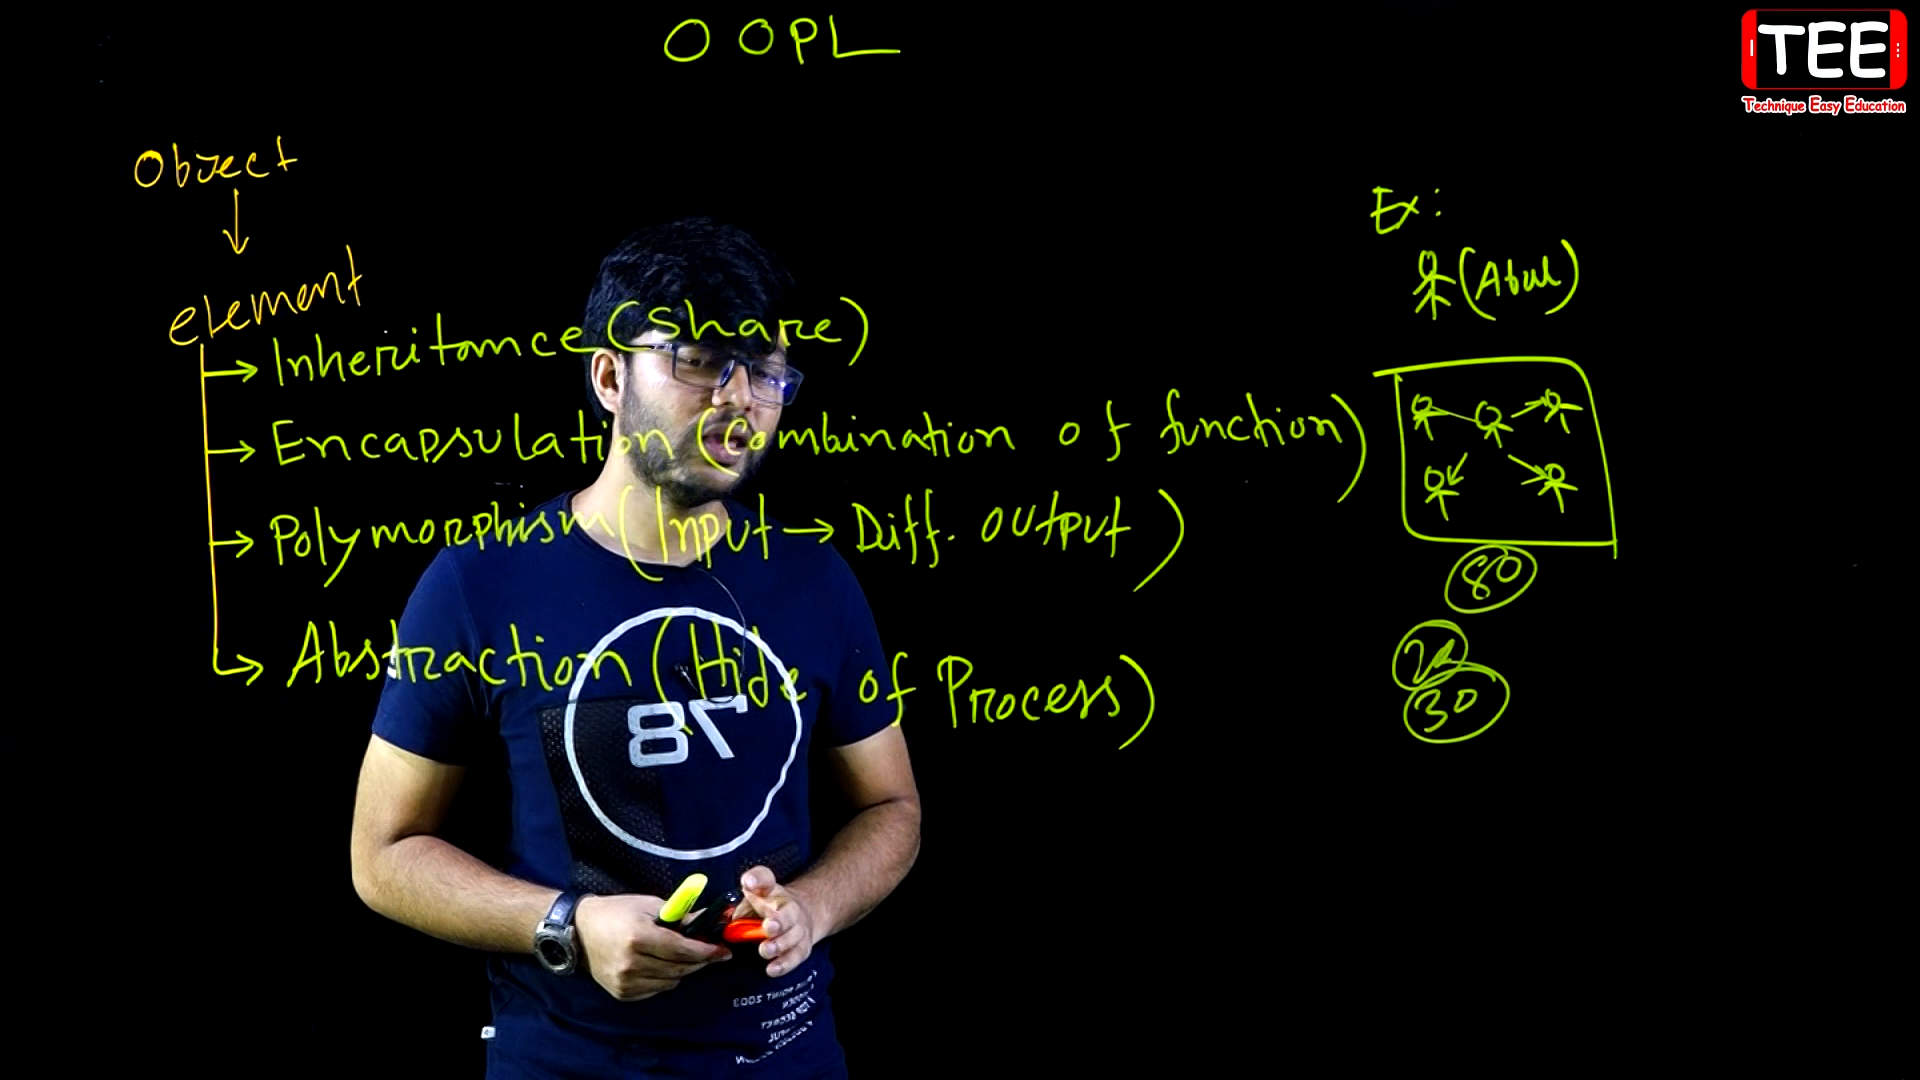 OOPL
TEE
Technique Easy Education
Object
element
Inheritance (share)
Encapsulation (combination of function)
Polymorphism (Input → Diff. output)
Abstraction (Hide of Process)
Ex:
(Abul)
80
30
78